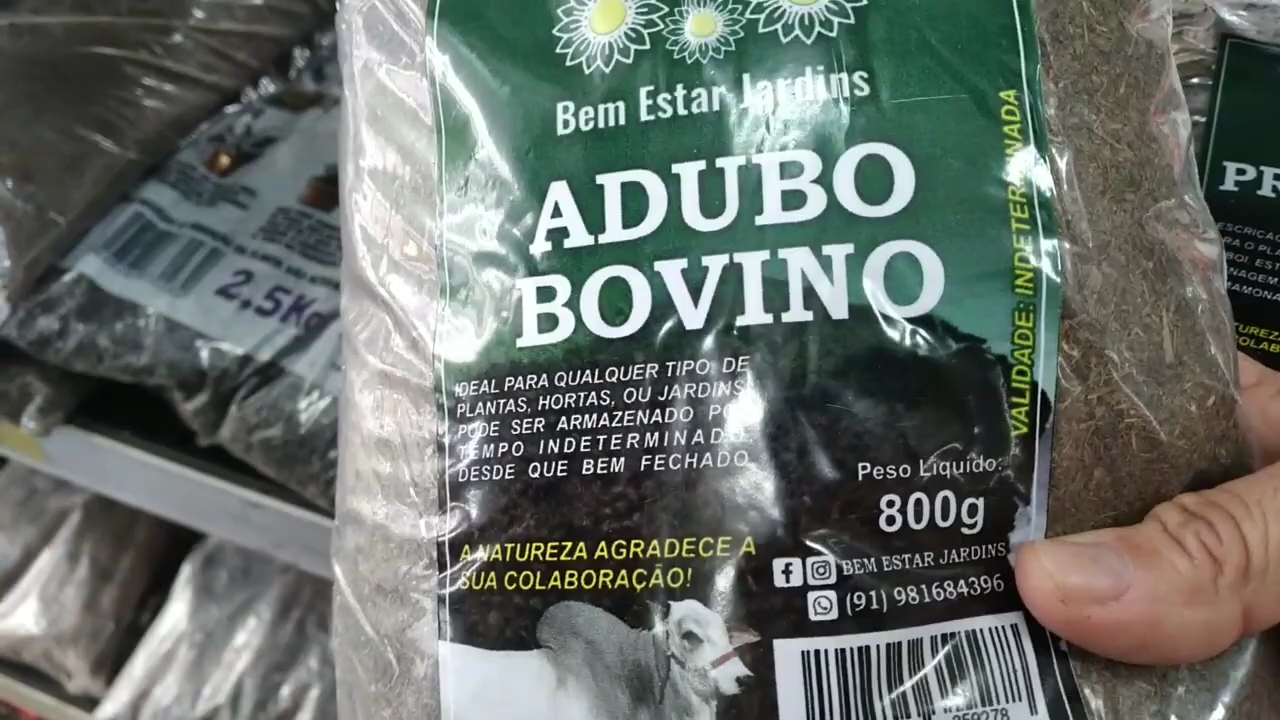 Bem Estar Jardins
ADUBO
BOVINO
IDEAL PARA QUALQUER TIPO DE
PLANTAS, HORTAS, OU JARDINS
PODE SER ARMAZENADO POR
TEMPO INDETERMINADO
DESDE QUE BEM FECHADO
VALIDADE: INDETERMINADA
Peso Líquido:
800g
A NATUREZA AGRADECE A
SUA COLABORAÇÃO!
BEM ESTAR JARDINS
(91) 981684396
2,5Kg
PR